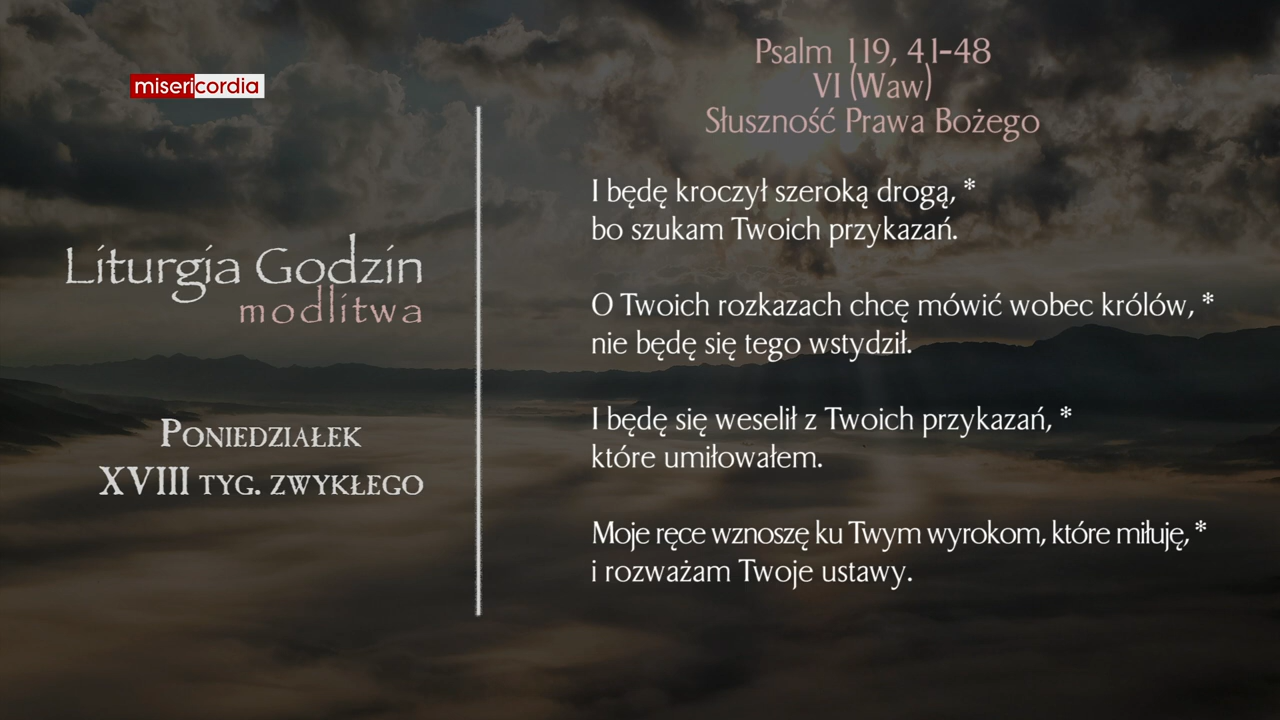 misericordia
Liturgia Godzin
modlitwa
Poniedziałek
XVIII tyg. zwykłego
Psalm 119, 41-48
VI (Waw)
Słuszność Prawa Bożego
I będę kroczył szeroką drogą, *
bo szukam Twoich przykazań.
O Twoich rozkazach chcę mówić wobec królów, *
nie będę się tego wstydził.
I będę się weselił z Twoich przykazań, *
które umiłowałem.
Moje ręce wznoszę ku Twym wyrokom, które miłuję, *
i rozważam Twoje ustawy.